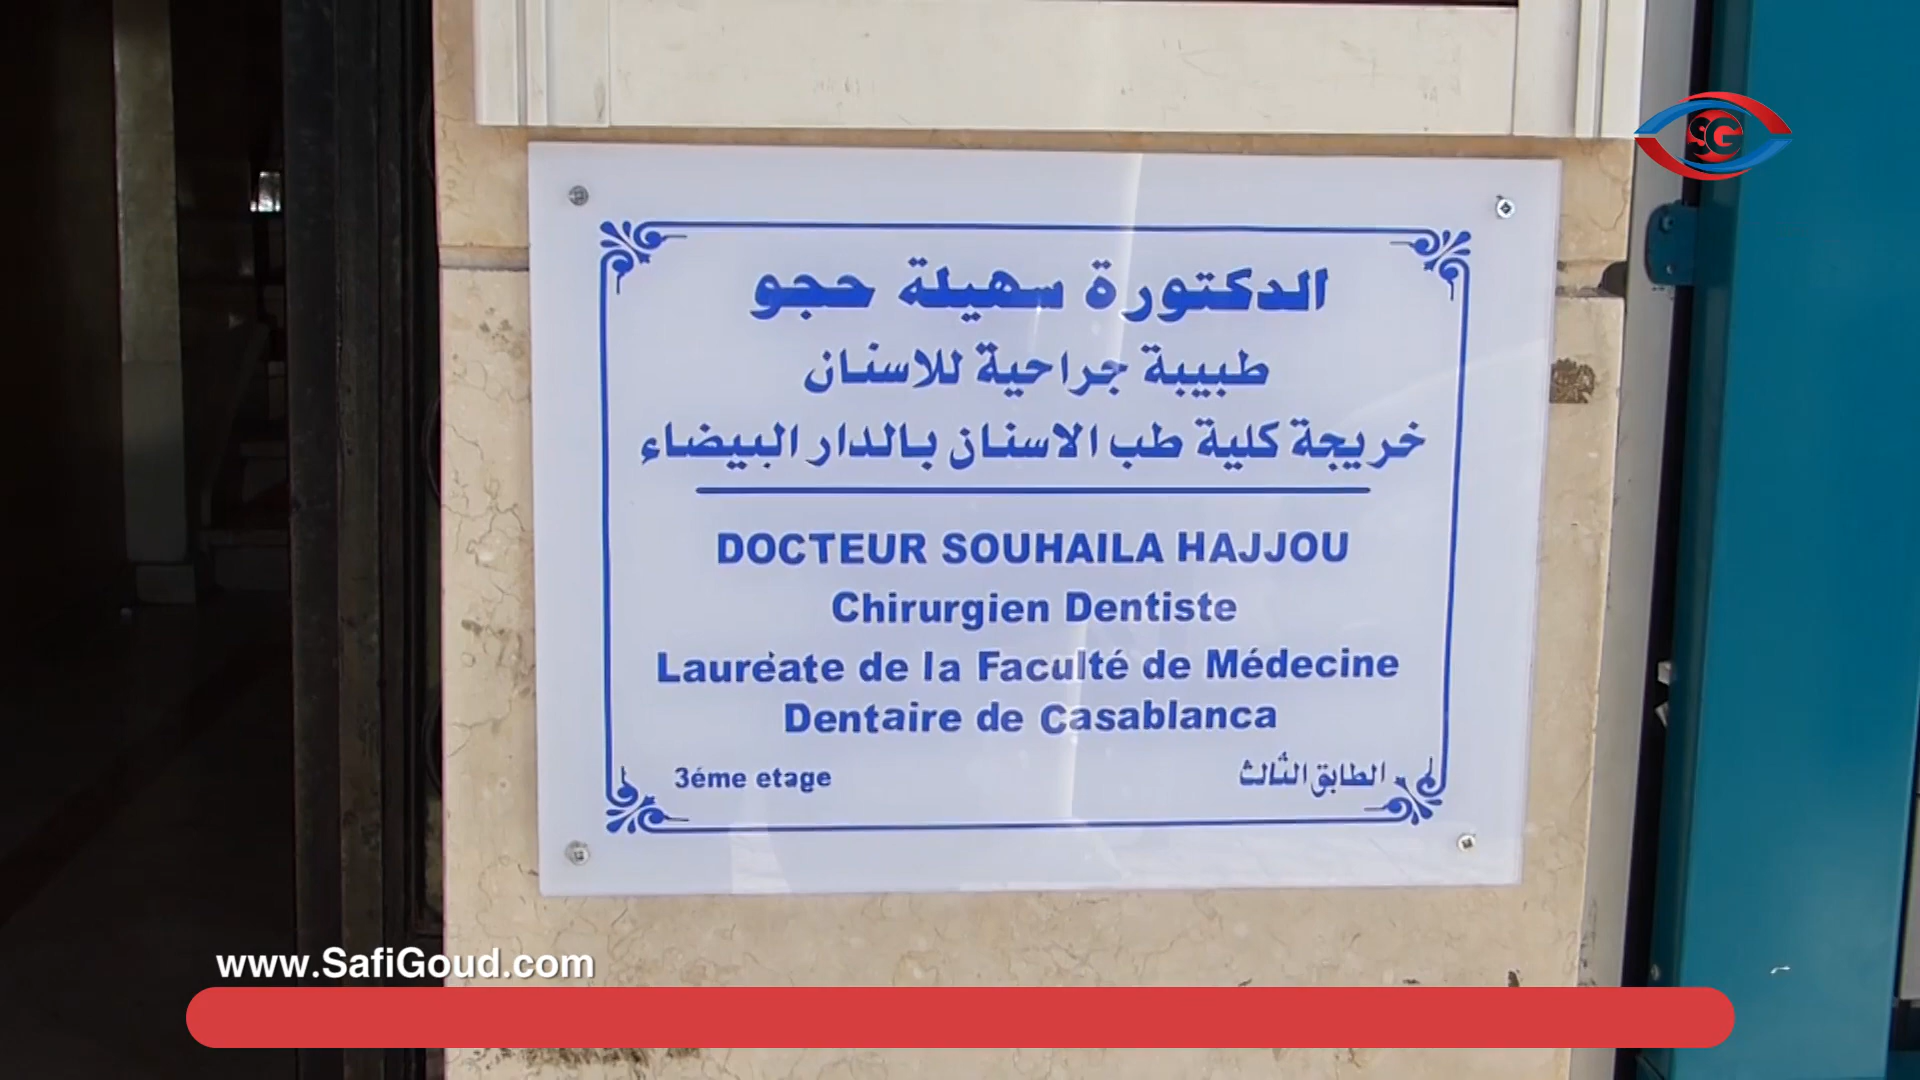 SG
الدكتورة سهيلة حجو
طبيبة جراحية للاسنان
خريجة كلية طب الاسنان بالدار البيضاء
DOCTEUR SOUHAILA HAJJOU
Chirurgien Dentiste
Lauréate de la Faculté de Médecine
Dentaire de Casablanca
3éme etage
الطابق الثالث
www.SafiGoud.com